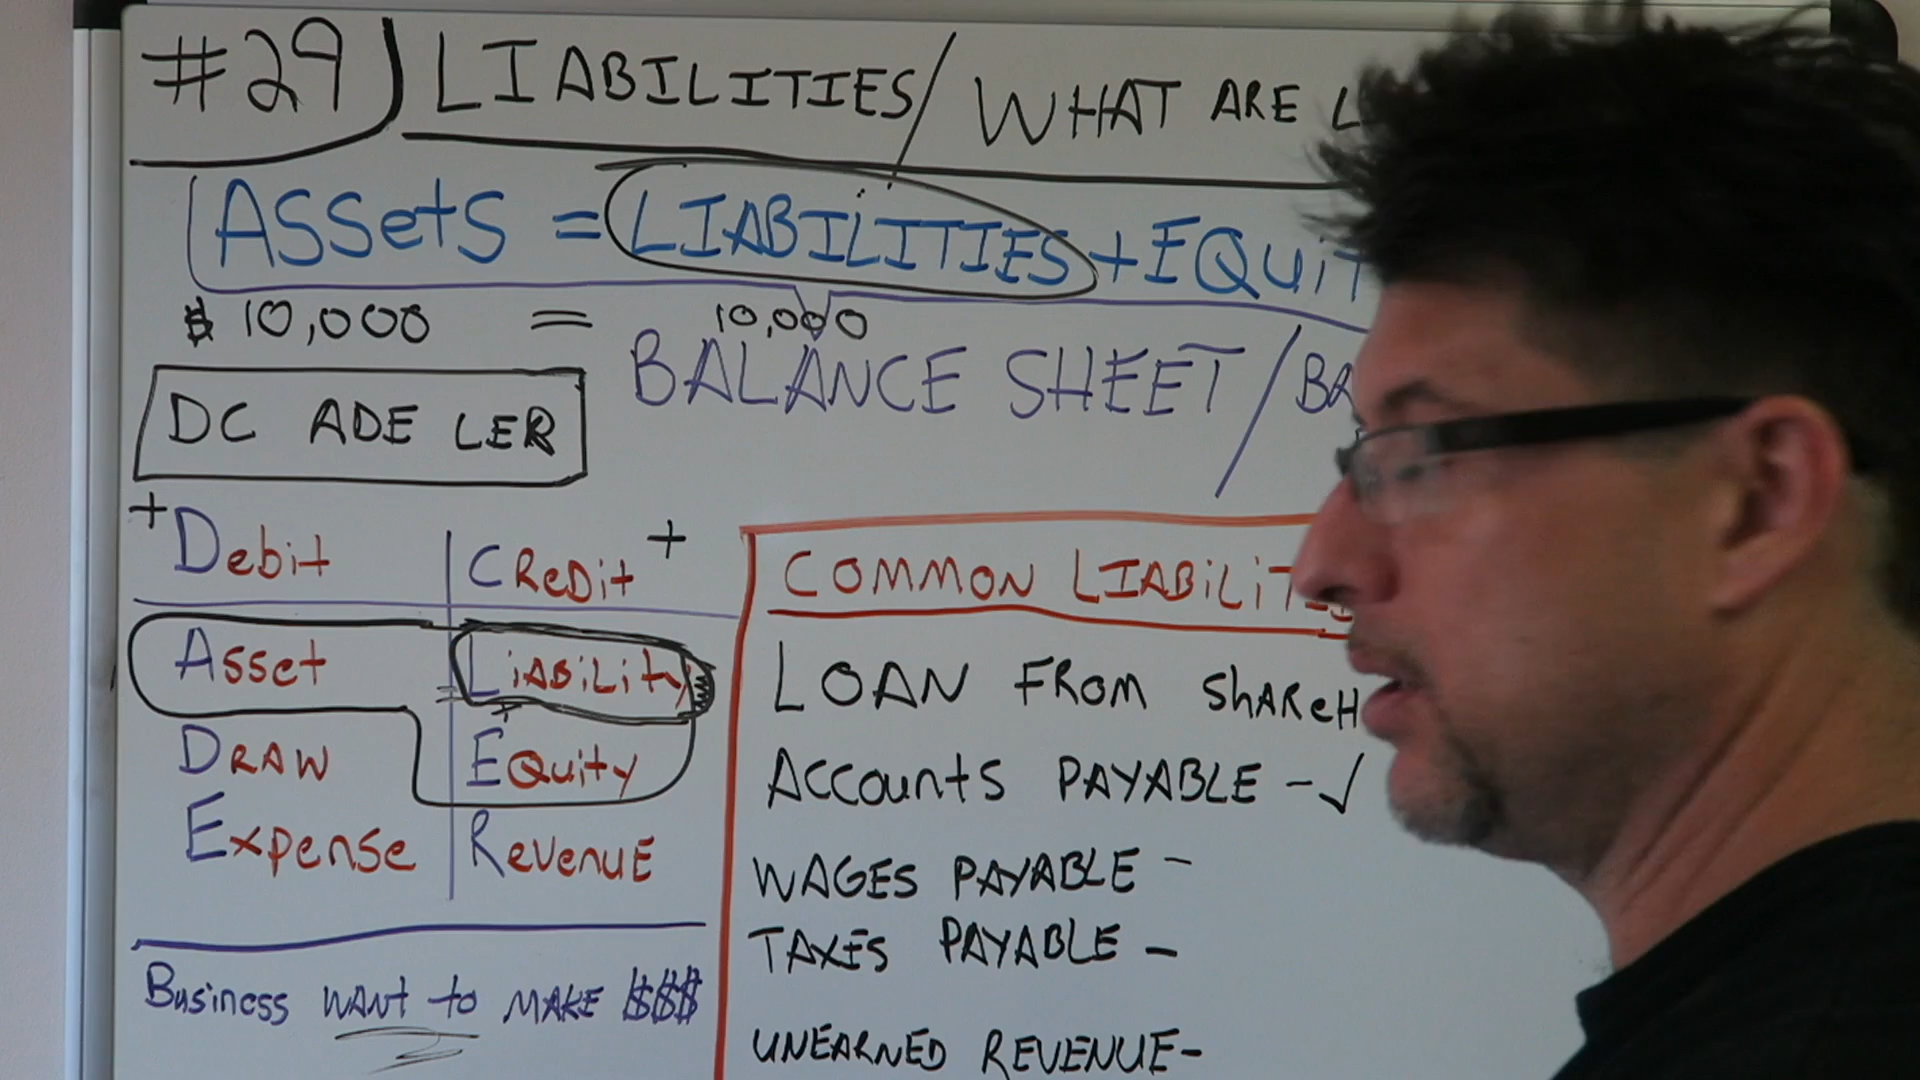 #29) LIABILITIES / WHAT ARE L
ASSetS = LIABILITIES + EQUIT
$ 10,000 = 10,000
BALANCE SHEET / BA
DC ADE LER
+ Debit CReDit +
Asset LiABiLity
DRAW EQuity
Expense RevenuE
Business WANt to MAKE $$$
COMMON LIABiLiTIES
LOAN FROM ShAReH
Accounts PAYABLE - ✓
WAGES PAYABLE -
TAXES PAYABLE -
UNEARNED REVENUE-